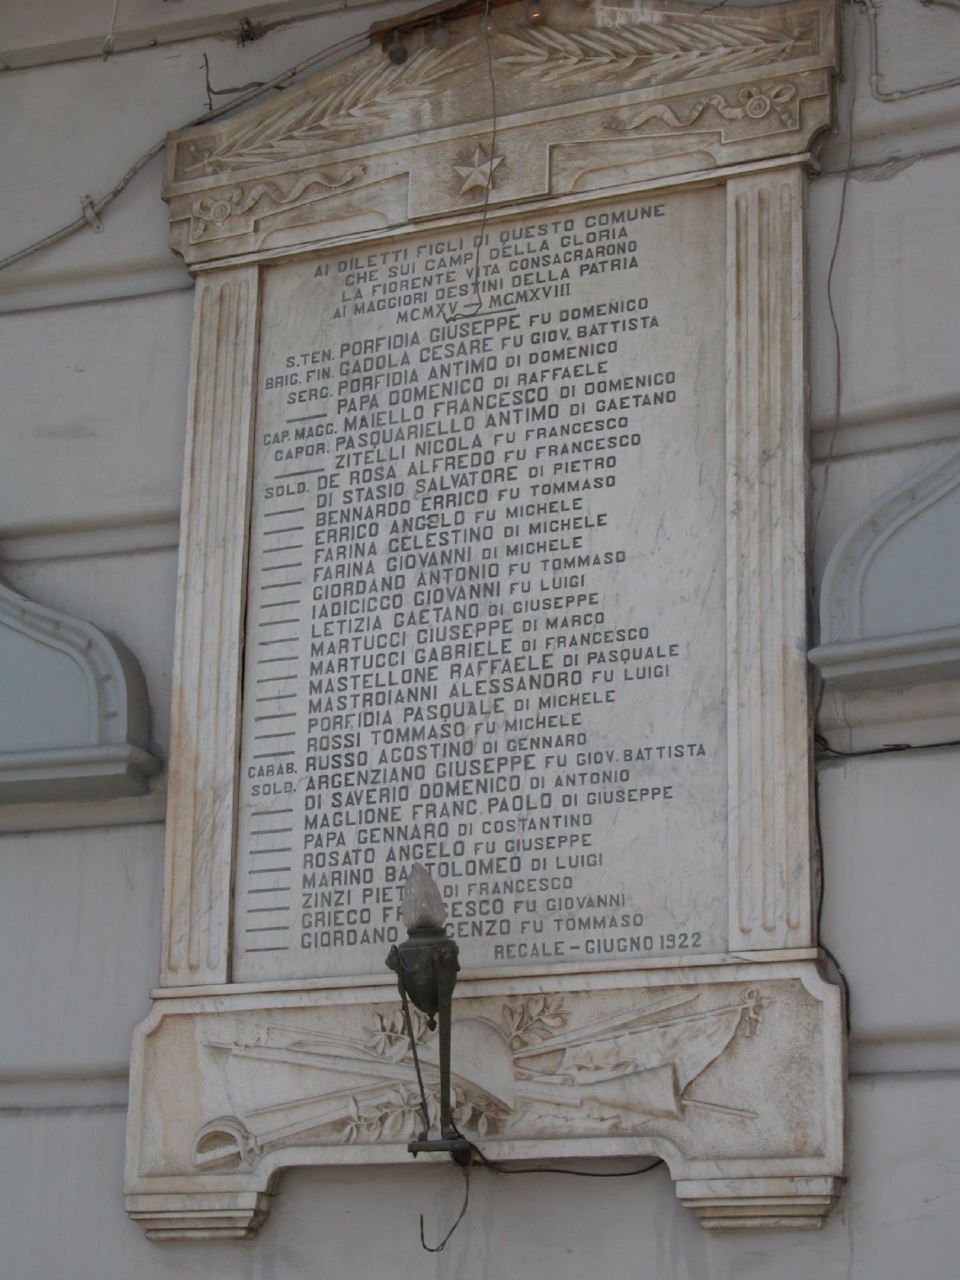 AI DILETTI FIGLI DI QUESTO COMUNE
CHE SUI CAMPI DELLA GLORIA
LA FIORENTE VITA CONSACRARONO
AI MAGGIORI DESTINI DELLA PATRIA
MCMXV – MCMXVIII
S.TEN. PORFIDIA GIUSEPPE FU DOMENICO
BRIG. FIN. GADOLA CESARE FU GIOV. BATTISTA
SERG. PORFIDIA ANTIMO DI DOMENICO
— PAPA DOMENICO DI RAFFAELE
CAP. MAGG. MAIELLO FRANCESCO DI DOMENICO
CAPOR. PASQUARIELLO ANTIMO DI GAETANO
— ZITELLI NICOLA FU FRANCESCO
SOLD. DE ROSA ALFREDO FU FRANCESCO
— DI STASIO SALVATORE DI PIETRO
— BENNARDO ERRICO FU TOMMASO
— ERRICO ANGELO FU MICHELE
— FARINA CELESTINO DI MICHELE
— FARINA GIOVANNI DI MICHELE
— GIORDANO ANTONIO FU TOMMASO
— IADICICCO GIOVANNI FU LUIGI
— LETIZIA GAETANO DI GIUSEPPE
— MARTUCCI GIUSEPPE DI MARCO
— MARTUCCI GABRIELE DI FRANCESCO
— MASTELLONE RAFFAELE DI PASQUALE
— MASTROIANNI ALESSANDRO FU LUIGI
— PORFIDIA PASQUALE DI MICHELE
— ROSSI TOMMASO FU MICHELE
— RUSSO AGOSTINO DI GENNARO
CARAB. ARGENZIANO GIUSEPPE FU GIOV. BATTISTA
SOLD. DI SAVERIO DOMENICO DI ANTONIO
— MAGLIONE FRANC. PAOLO DI GIUSEPPE
— PAPA GENNARO DI COSTANTINO
— ROSATO ANGELO FU GIUSEPPE
— MARINO BARTOLOMEO DI LUIGI
— ZINZI PIETRO DI FRANCESCO
— GRIECO FRANCESCO FU GIOVANNI
— GIORDANO VINCENZO FU TOMMASO
RECALE – GIUGNO 1922